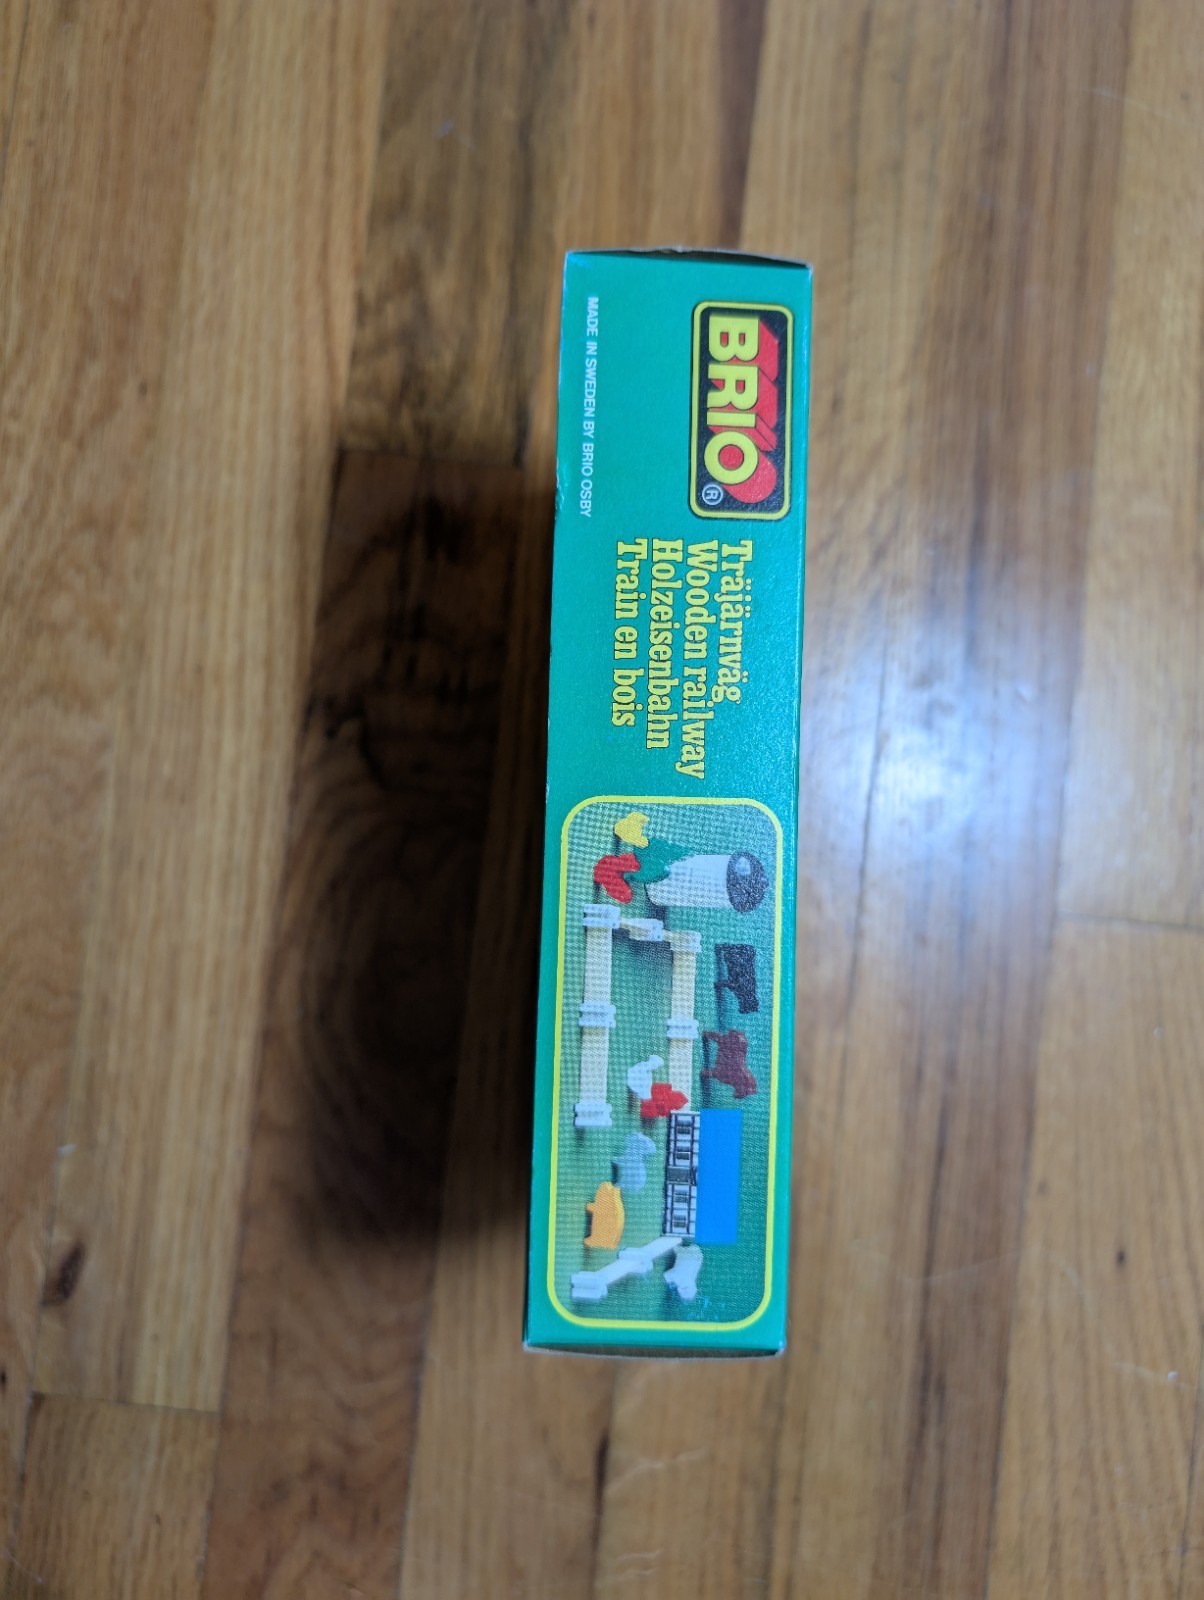 BRIO®
Träjärnväg
Wooden railway
Holzeisenbahn
Train en bois
MADE IN SWEDEN BY BRIO OSBY